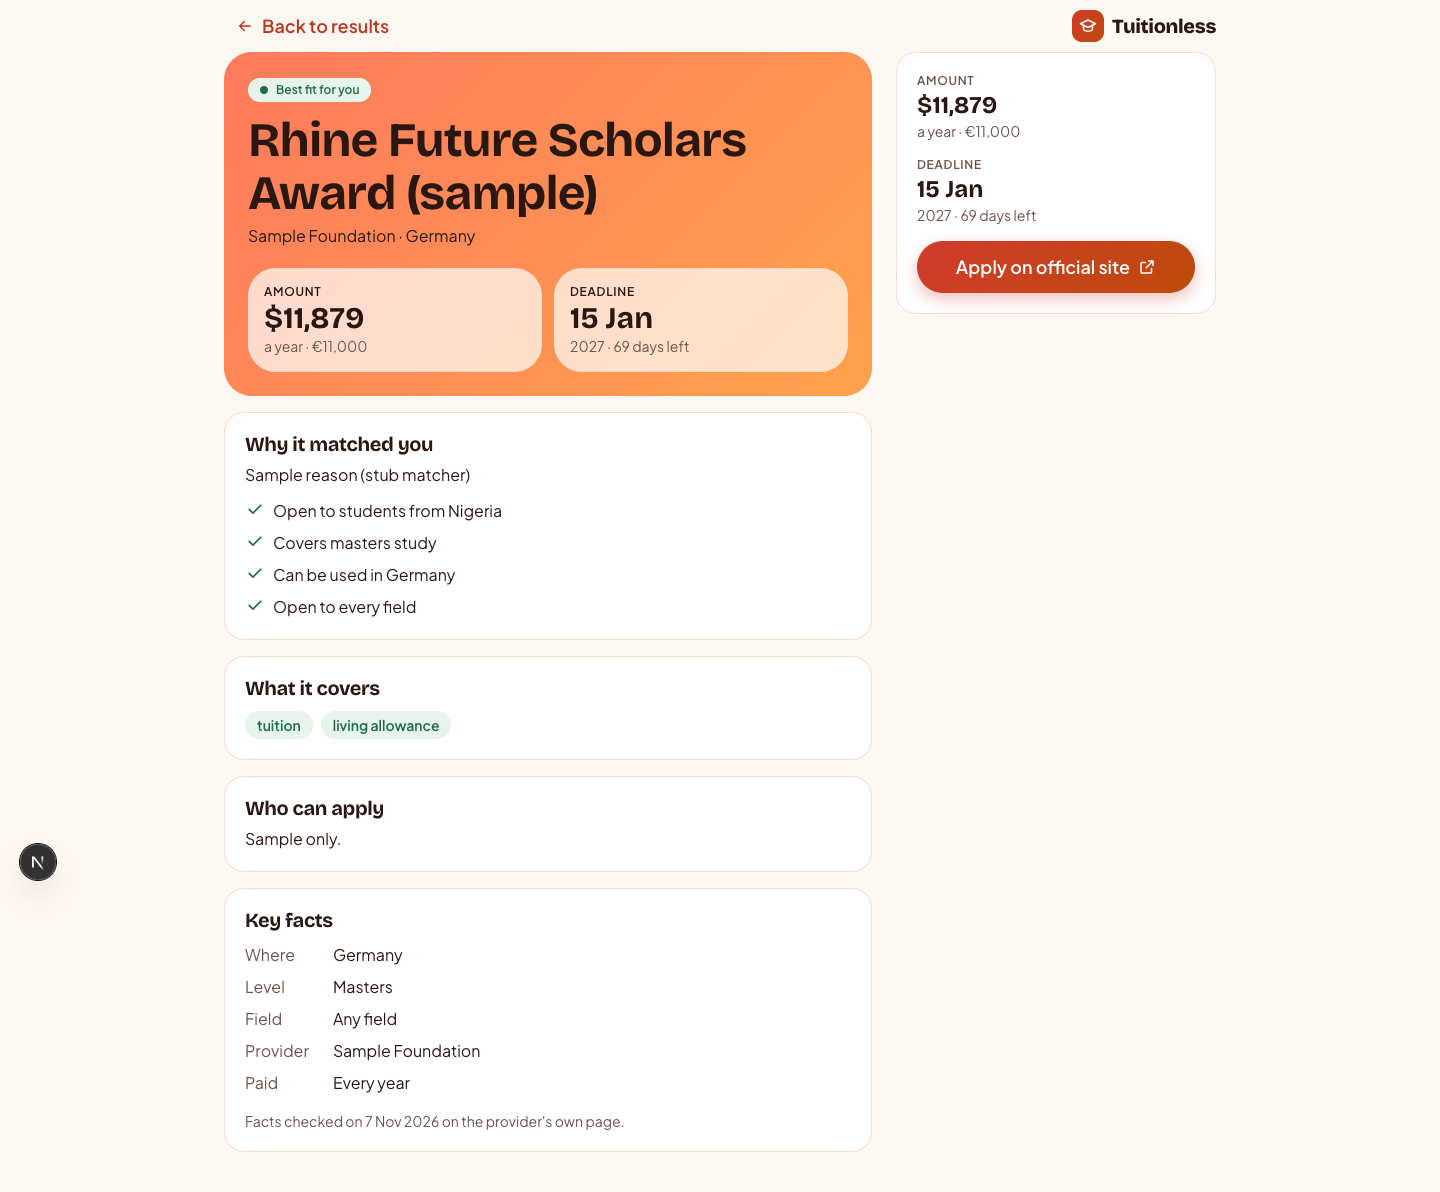 Back to results
Tuitionless
Best fit for you
Rhine Future Scholars
Award (sample)
Sample Foundation · Germany
AMOUNT
$11,879
a year · €11,000
DEADLINE
15 Jan
2027 · 69 days left
AMOUNT
$11,879
a year · €11,000
DEADLINE
15 Jan
2027 · 69 days left
Apply on official site
Why it matched you
Sample reason (stub matcher)
Open to students from Nigeria
Covers masters study
Can be used in Germany
Open to every field
What it covers
tuition
living allowance
Who can apply
Sample only.
Key facts
Where Germany
Level Masters
Field Any field
Provider Sample Foundation
Paid Every year
Facts checked on 7 Nov 2026 on the provider's own page.
N